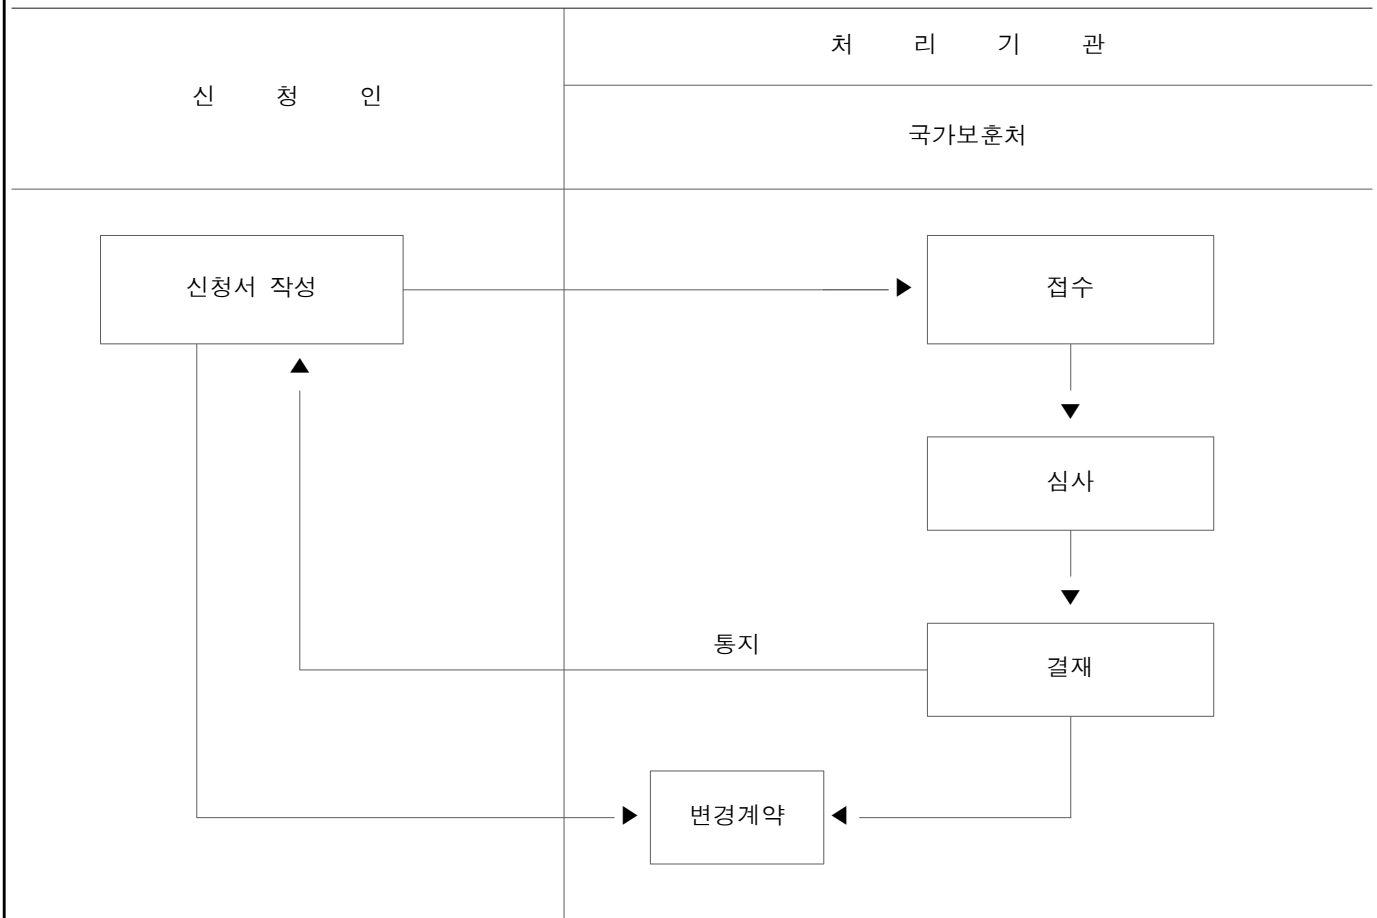 처 리 기 관
신 청 인
국가보훈처
신청서 작성
접수
심사
통지
결재
변경계약